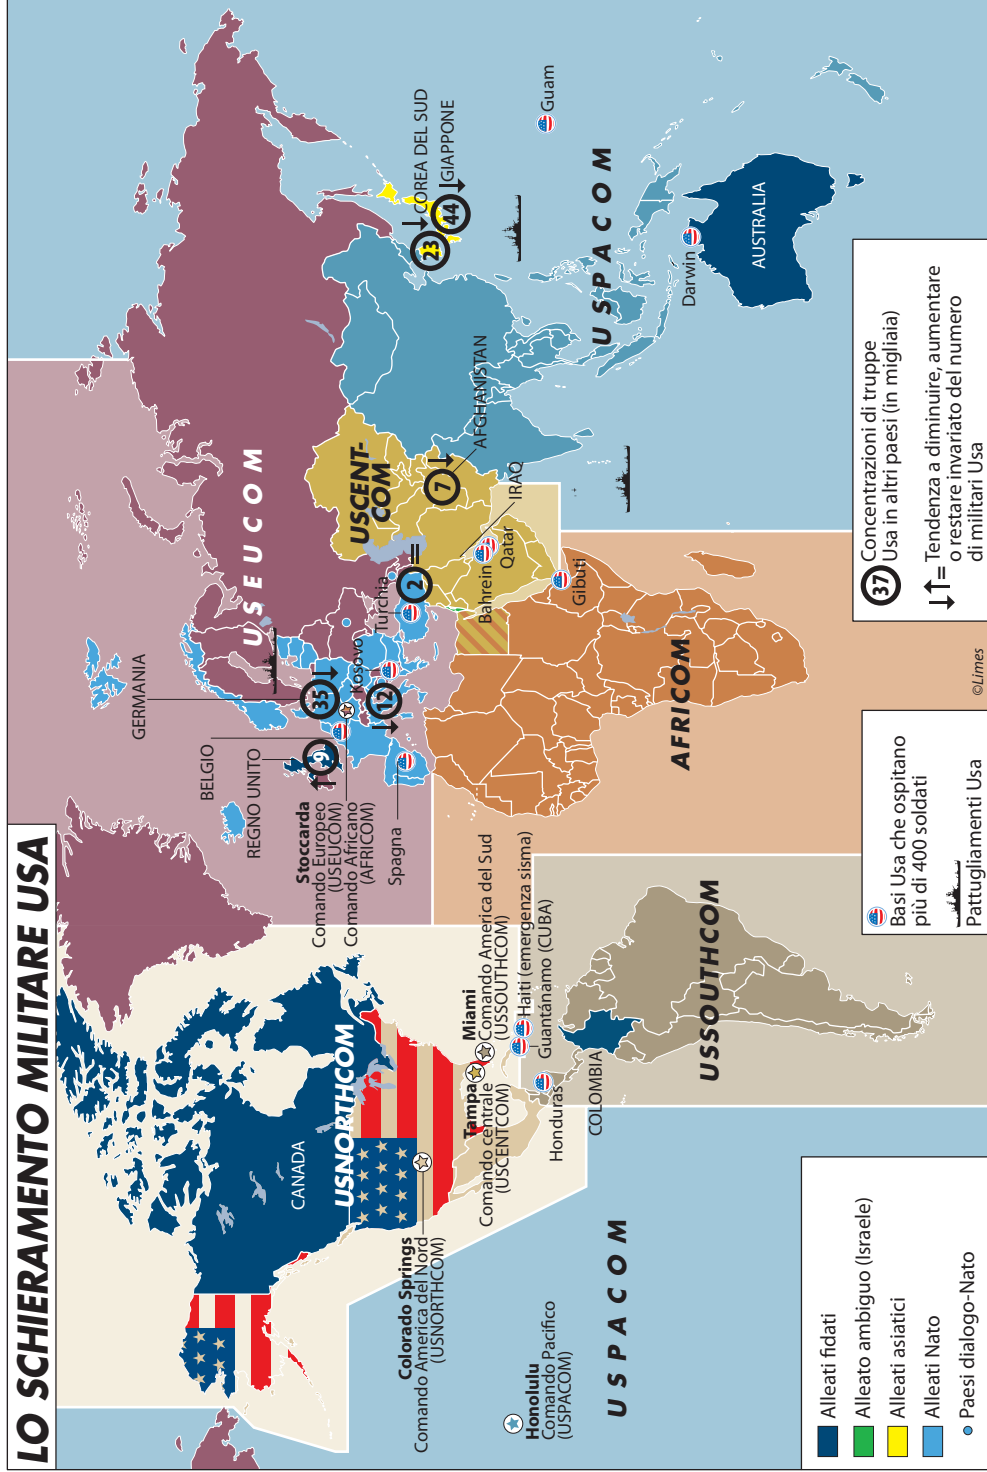 LO SCHIERAMENTO MILITARE USA
CANADA
USNORTHCOM
Colorado Springs
Comando America del Nord
(USNORTHCOM)
Honolulu
Comando Pacifico
(USPACOM)
USPACOM
Tampa
Comando centrale
(USCENTCOM)
Miami
Comando America del Sud
(USSOUTHCOM)
Haiti (emergenza sisma)
Guantánamo (CUBA)
Honduras
COLOMBIA
USSOUTHCOM
GERMANIA
BELGIO
REGNO UNITO
Stoccarda
Comando Europeo
(USEUCOM)
Comando Africano
(AFRICOM)
Spagna
9
35
12
Kosovo
Turchia
2
=
USEUCOM
USCENT-
COM
7
AFGHANISTAN
IRAQ
Bahrein
Qatar
Gibuti
AFRICOM
23
COREA DEL SUD
44
GIAPPONE
Guam
USPACOM
Darwin
AUSTRALIA
Alleati fidati
Alleato ambiguo (Israele)
Alleati asiatici
Alleati Nato
Paesi dialogo-Nato
Basi Usa che ospitano
più di 400 soldati
Pattugliamenti Usa
37
Concentrazioni di truppe
Usa in altri paesi (in migliaia)
=
Tendenza a diminuire, aumentare
o restare invariato del numero
di militari Usa
©Limes